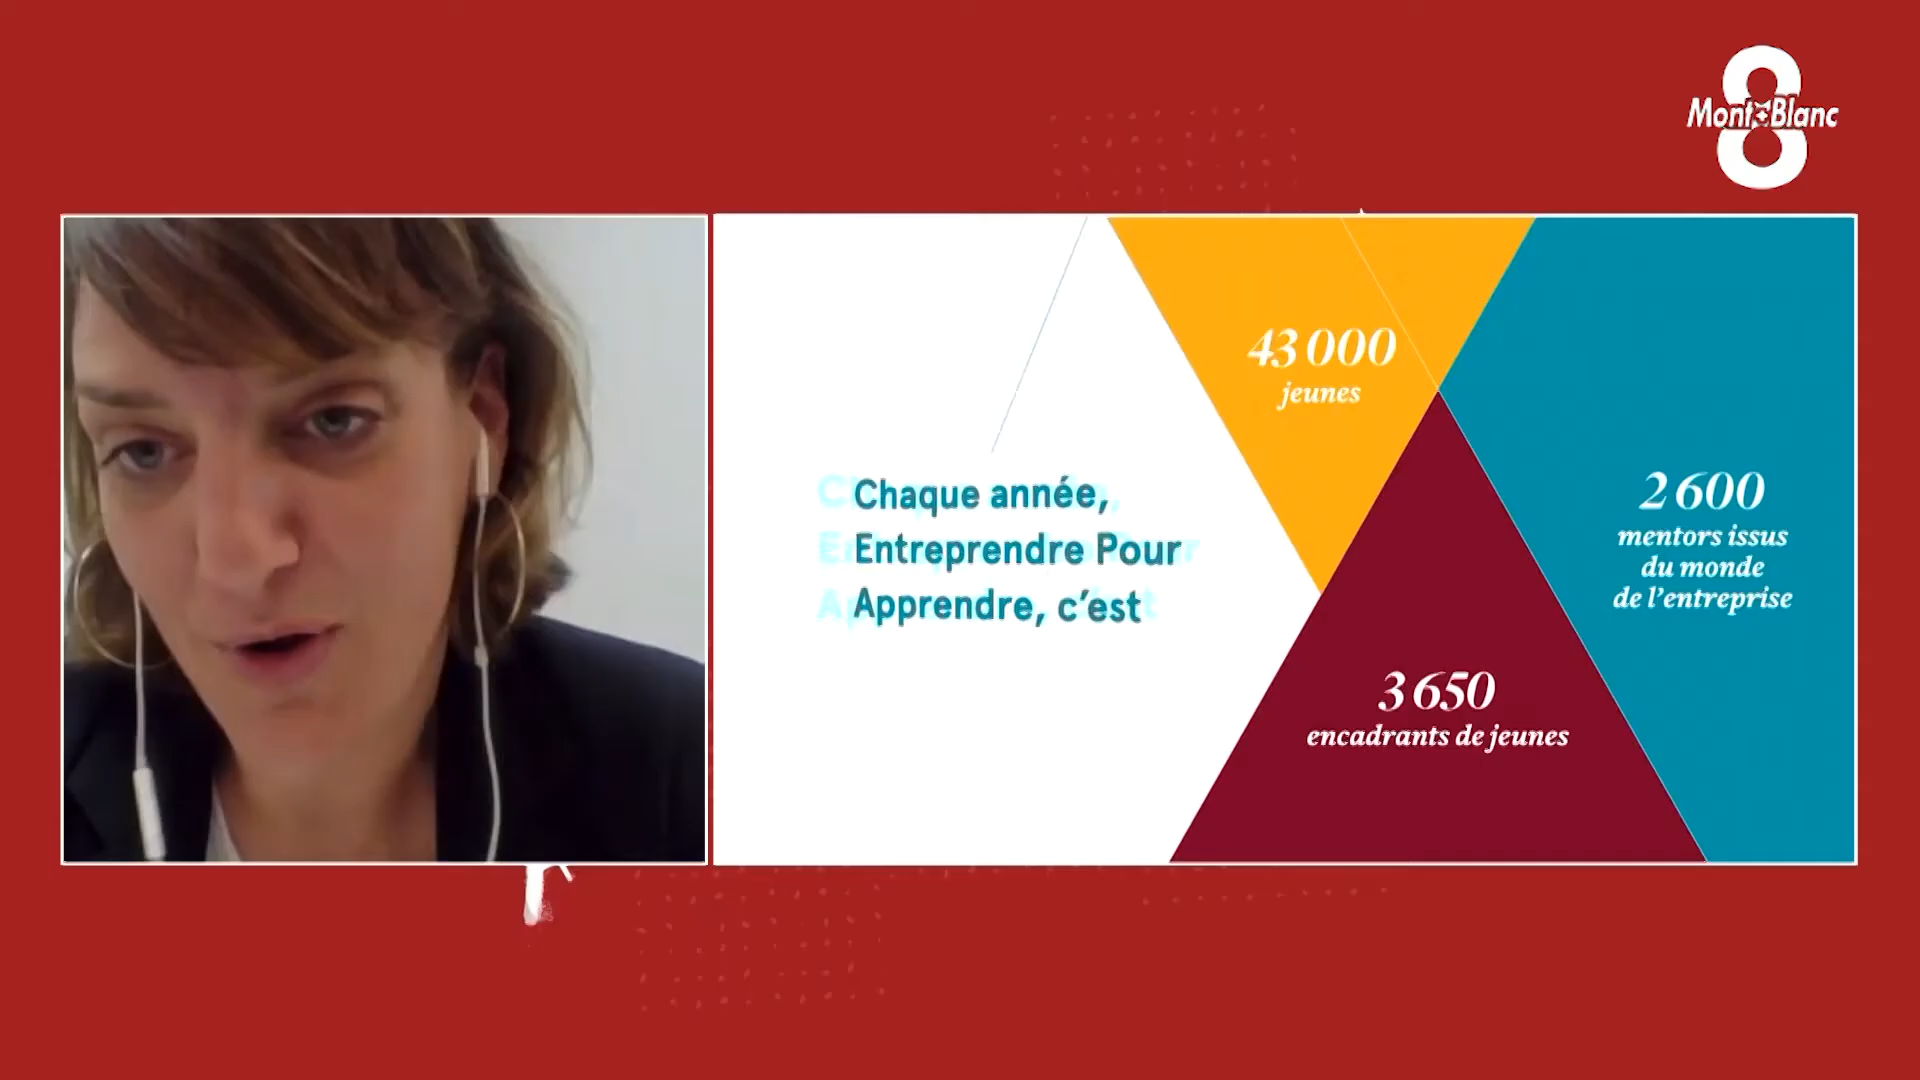 8
Mont Blanc
Chaque année,
Entreprendre Pour
Apprendre, c'est
43 000
jeunes
2 600
mentors issus
du monde
de l'entreprise
3 650
encadrants de jeunes